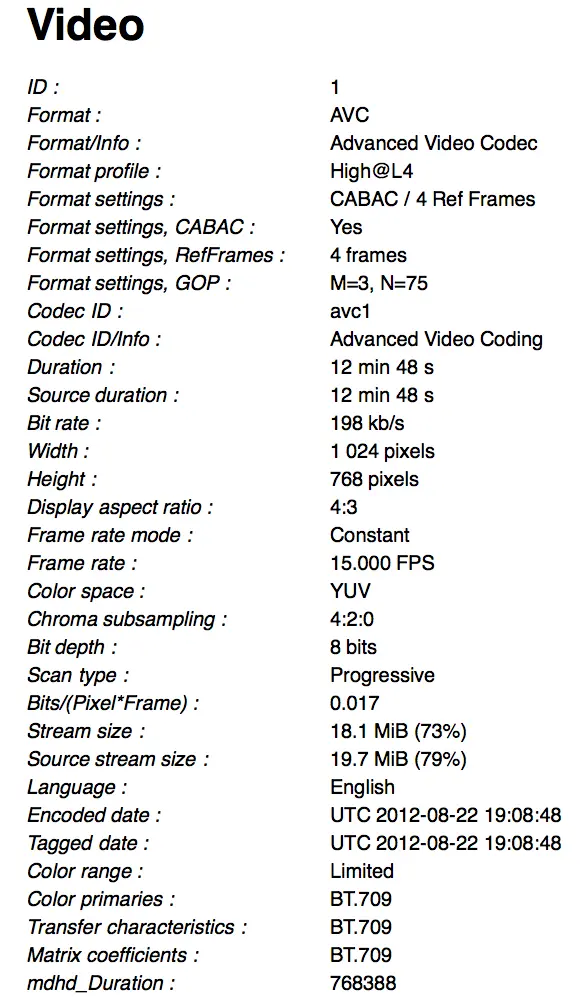 Video
ID : 1
Format : AVC
Format/Info : Advanced Video Codec
Format profile : High@L4
Format settings : CABAC / 4 Ref Frames
Format settings, CABAC : Yes
Format settings, RefFrames : 4 frames
Format settings, GOP : M=3, N=75
Codec ID : avc1
Codec ID/Info : Advanced Video Coding
Duration : 12 min 48 s
Source duration : 12 min 48 s
Bit rate : 198 kb/s
Width : 1 024 pixels
Height : 768 pixels
Display aspect ratio : 4:3
Frame rate mode : Constant
Frame rate : 15.000 FPS
Color space : YUV
Chroma subsampling : 4:2:0
Bit depth : 8 bits
Scan type : Progressive
Bits/(Pixel*Frame) : 0.017
Stream size : 18.1 MiB (73%)
Source stream size : 19.7 MiB (79%)
Language : English
Encoded date : UTC 2012-08-22 19:08:48
Tagged date : UTC 2012-08-22 19:08:48
Color range : Limited
Color primaries : BT.709
Transfer characteristics : BT.709
Matrix coefficients : BT.709
mdhd_Duration : 768388